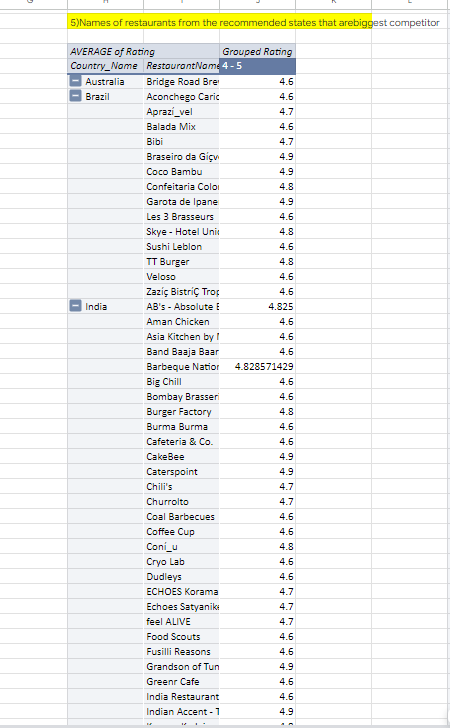 5)Names of restaurants from the recommended states that arebiggest competitor
AVERAGE of Rating Grouped Rating
Country_Name RestaurantName 4 - 5
Australia Bridge Road Brev 4.6
Brazil Aconchego Caric 4.6
Aprazí_vel 4.7
Balada Mix 4.6
Bibi 4.7
Braseiro da Gíçv 4.9
Coco Bambu 4.9
Confeitaria Color 4.8
Garota de Ipane 4.9
Les 3 Brasseurs 4.6
Skye - Hotel Unic 4.8
Sushi Leblon 4.6
TT Burger 4.8
Veloso 4.6
Zazíç BistríÇ Trop 4.6
India AB's - Absolute E 4.825
Aman Chicken 4.6
Asia Kitchen by M 4.6
Band Baaja Baar 4.6
Barbeque Nation 4.828571429
Big Chill 4.6
Bombay Brasseri 4.6
Burger Factory 4.8
Burma Burma 4.6
Cafeteria & Co. 4.6
CakeBee 4.9
Caterspoint 4.9
Chili's 4.7
Churrolto 4.7
Coal Barbecues 4.6
Coffee Cup 4.6
Coní_u 4.8
Cryo Lab 4.6
Dudleys 4.6
ECHOES Korama 4.7
Echoes Satyanike 4.7
feel ALIVE 4.7
Food Scouts 4.6
Fusilli Reasons 4.6
Grandson of Tun 4.9
Greenr Cafe 4.6
India Restaurant 4.6
Indian Accent - T 4.9